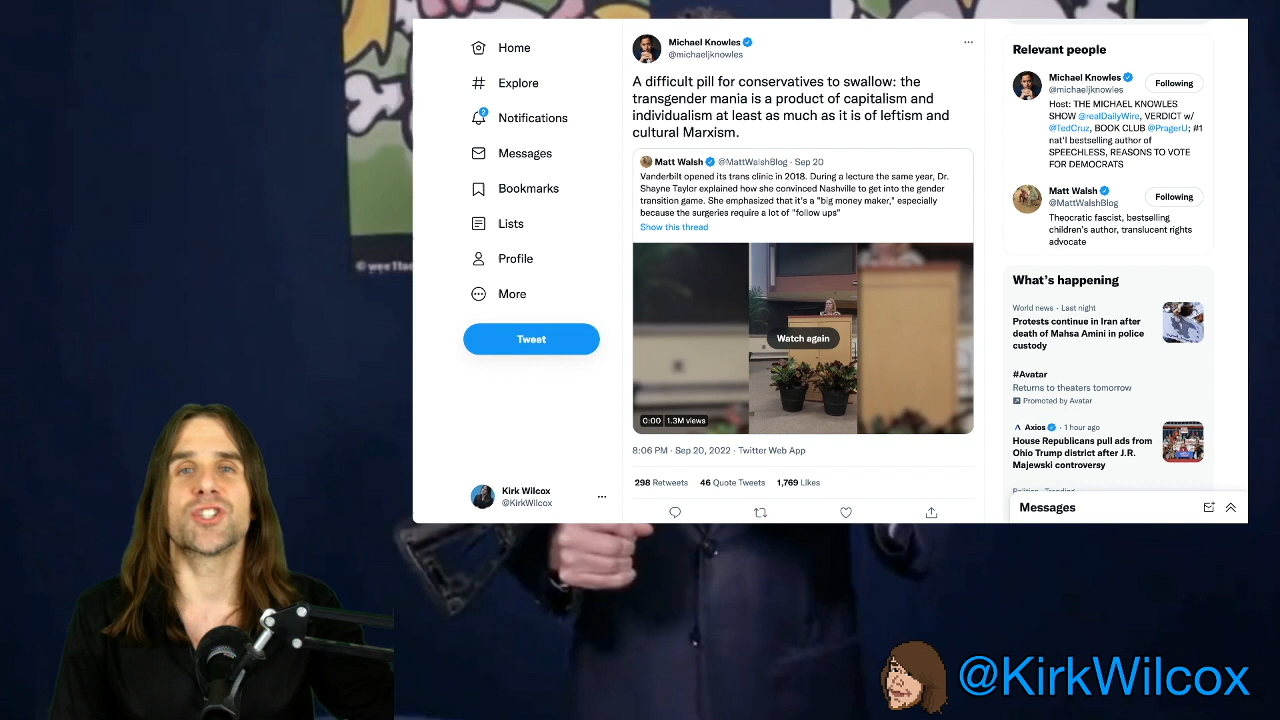 Home
Explore
2
Notifications
Messages
Bookmarks
Lists
Profile
More
Tweet
Kirk Wilcox
@KirkWilcox
Michael Knowles
@michaeljknowles
A difficult pill for conservatives to swallow: the
transgender mania is a product of capitalism and
individualism at least as much as it is of leftism and
cultural Marxism.
Matt Walsh @MattWalshBlog · Sep 20
Vanderbilt opened its trans clinic in 2018. During a lecture the same year, Dr.
Shayne Taylor explained how she convinced Nashville to get into the gender
transition game. She emphasized that it's a "big money maker," especially
because the surgeries require a lot of "follow ups"
Show this thread
Watch again
0:00 1.3M views
8:06 PM · Sep 20, 2022 · Twitter Web App
298 Retweets 46 Quote Tweets 1,769 Likes
Relevant people
Michael Knowles
@michaeljknowles
Following
Host: THE MICHAEL KNOWLES
SHOW @realDailyWire, VERDICT w/
@TedCruz, BOOK CLUB @PragerU; #1
nat'l bestselling author of
SPEECHLESS, REASONS TO VOTE
FOR DEMOCRATS
Matt Walsh
@MattWalshBlog
Following
Theocratic fascist, bestselling
children's author, translucent rights
advocate
What's happening
World news · Last night
Protests continue in Iran after
death of Mahsa Amini in police
custody
#Avatar
Returns to theaters tomorrow
Promoted by Avatar
Axios · 1 hour ago
House Republicans pull ads from
Ohio Trump district after J.R.
Majewski controversy
Messages
@KirkWilcox